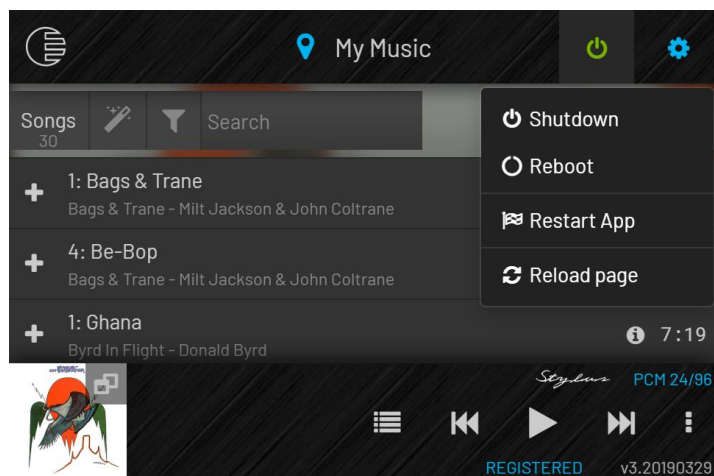 My Music
Songs
30
Search
Shutdown
Reboot
Restart App
Reload page
1: Bags & Trane
Bags & Trane - Milt Jackson & John Coltrane
4: Be-Bop
Bags & Trane - Milt Jackson & John Coltrane
1: Ghana
7:19
Byrd In Flight - Donald Byrd
Stylus
PCM 24/96
REGISTERED
v3.20190328